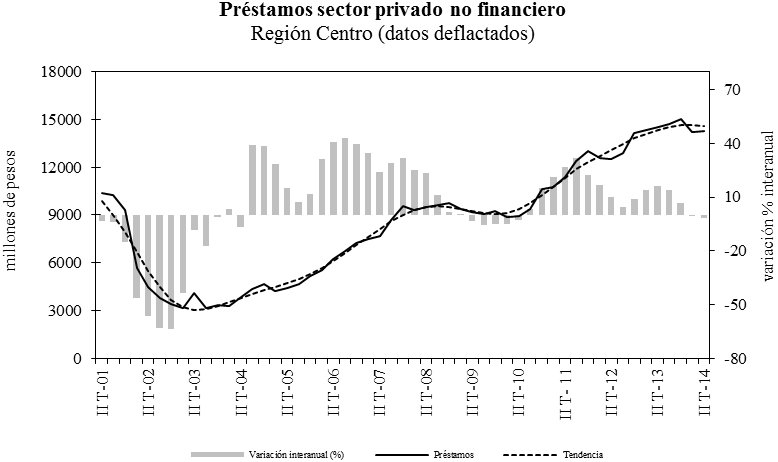 Préstamos sector privado no financiero
Región Centro (datos deflactados)
millones de pesos
18000
15000
12000
9000
6000
3000
0
70
40
10
-20
-50
-80
variación % interanual
II T-01
II T-02
II T-03
II T-04
II T-05
II T-06
II T-07
II T-08
II T-09
II T-10
II T- 11
II T-12
II T-13
II T-14
Variación interanual (%)
Préstamos
Tendencia